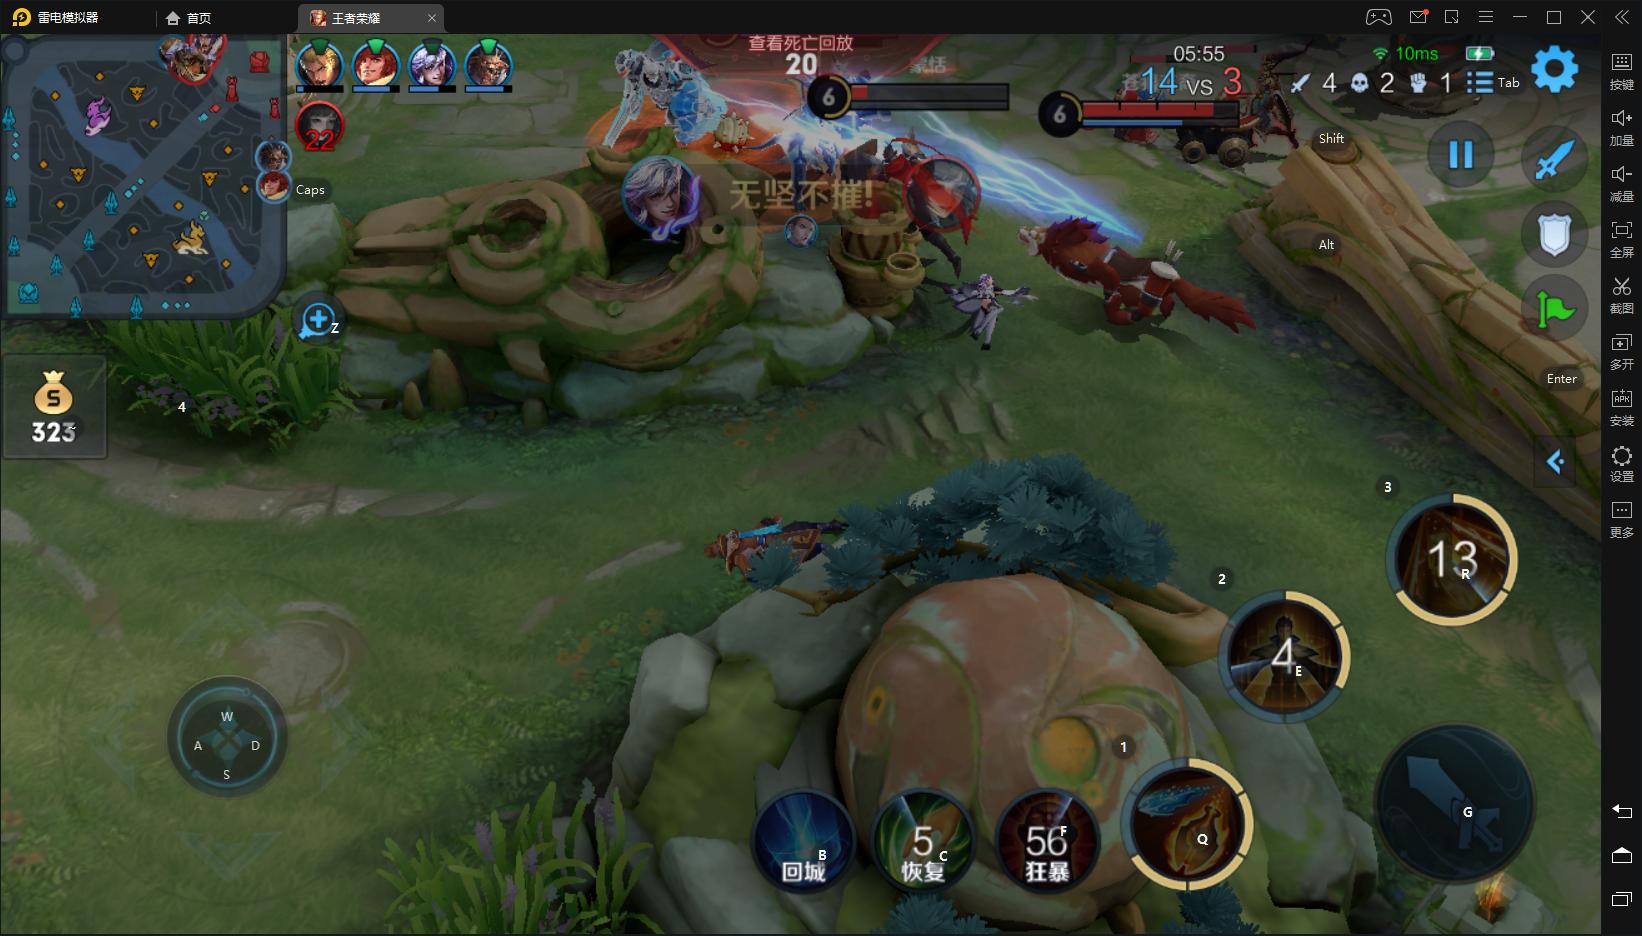 雷电模拟器
首页
王者荣耀
查看死亡回放
20
蒙恬
05:55
10ms
14 vs 3
4
2
1
Tab
6
6
22
Caps
Shift
Alt
无坚不摧!
Z
323
~
4
Enter
3
13
R
2
4
E
1
W
A
D
S
B
回城
5
C
恢复
56
F
狂暴
Q
G
按键
加量
减量
全屏
截图
多开
APK
安装
设置
更多